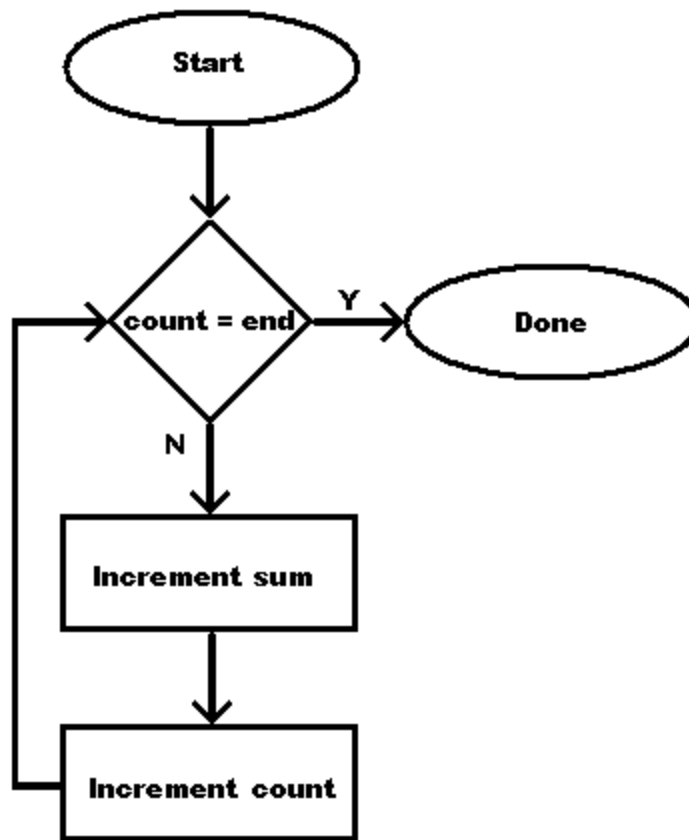 Start
count = end
Y
Done
N
Increment sum
Increment count